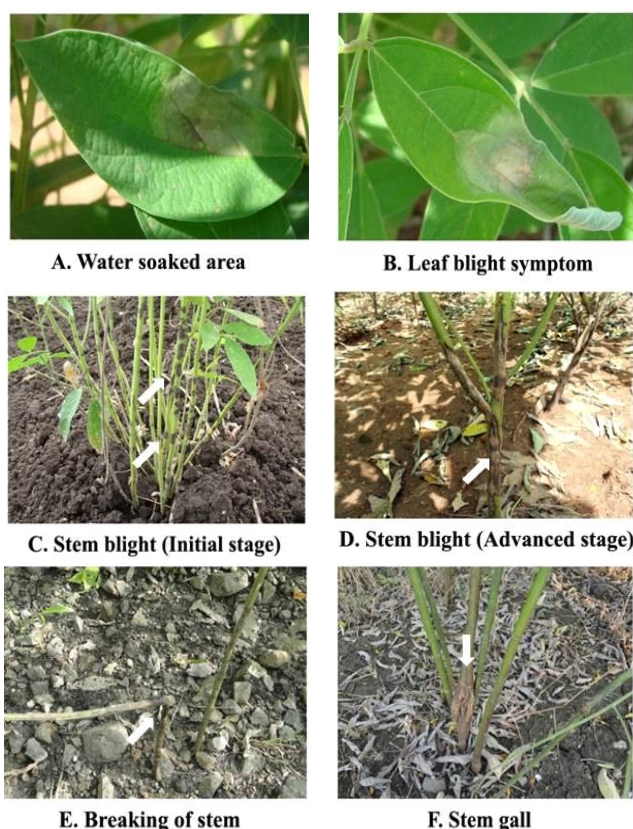 A. Water soaked area
B. Leaf blight symptom
C. Stem blight (Initial stage)
D. Stem blight (Advanced stage)
E. Breaking of stem
F. Stem gall